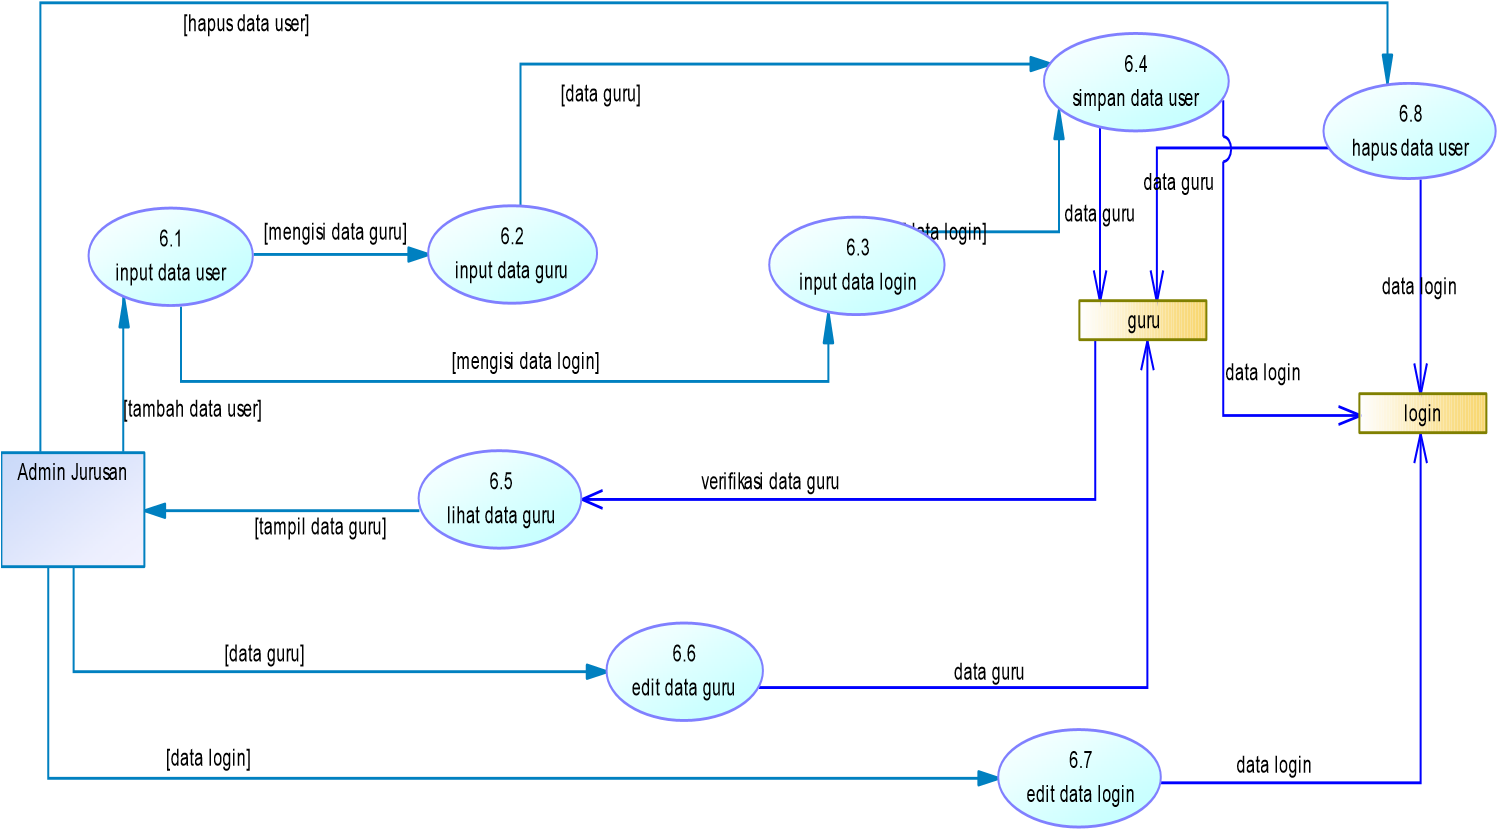 [hapus data user]
6.4
simpan data user
[data guru]
6.8
hapus data user
data guru
data guru
6.1
input data user
[mengisi data guru]
6.2
input data guru
6.3
input data login
data login]
data login
guru
[mengisi data login]
data login
[tambah data user]
login
Admin Jurusan
6.5
lihat data guru
verifikasi data guru
[tampil data guru]
[data guru]
6.6
edit data guru
data guru
[data login]
6.7
edit data login
data login